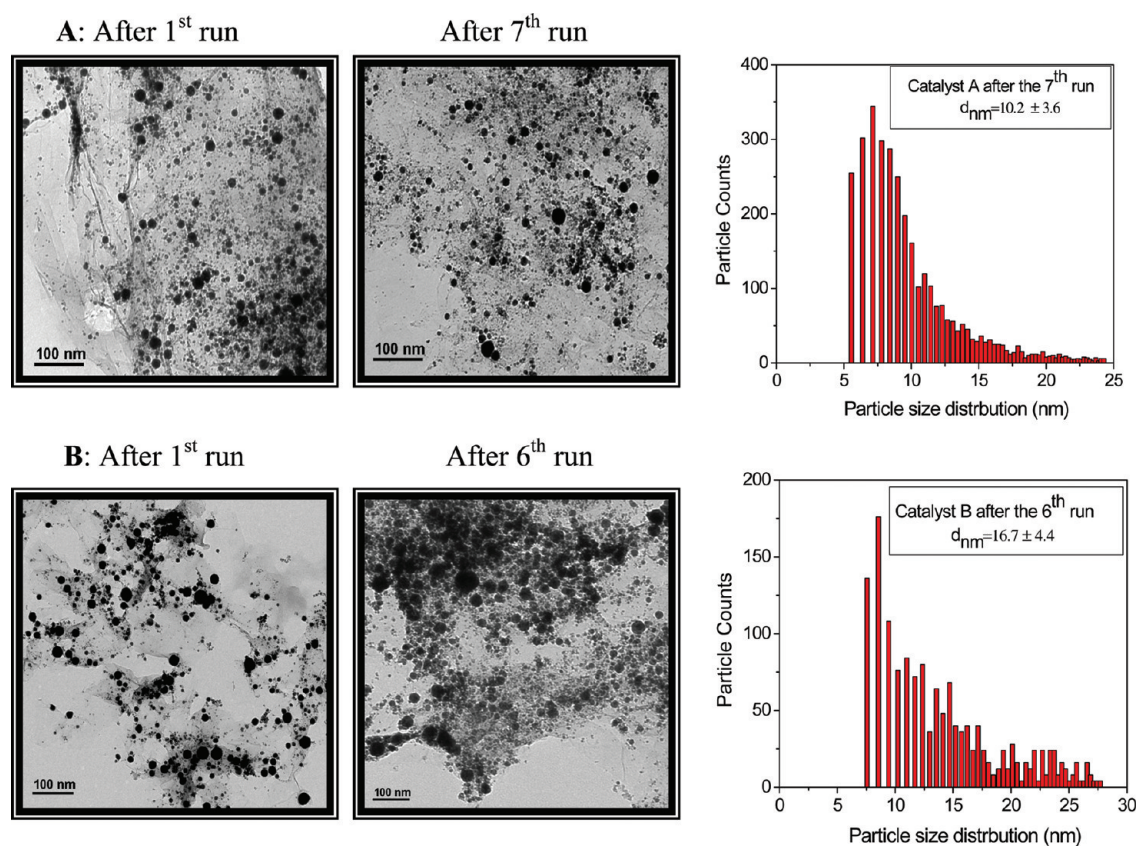 A: After 1st run
After 7th run
100 nm
100 nm
400
300
200
100
0
Particle Counts
Catalyst A after the 7th run
dnm=10.2 ± 3.6
0 5 10 15 20 25
Particle size distrbution (nm)
B: After 1st run
After 6th run
100 nm
100 nm
200
150
100
50
0
Particle Counts
Catalyst B after the 6th run
dnm=16.7 ± 4.4
0 5 10 15 20 25 30
Particle size distrbution (nm)